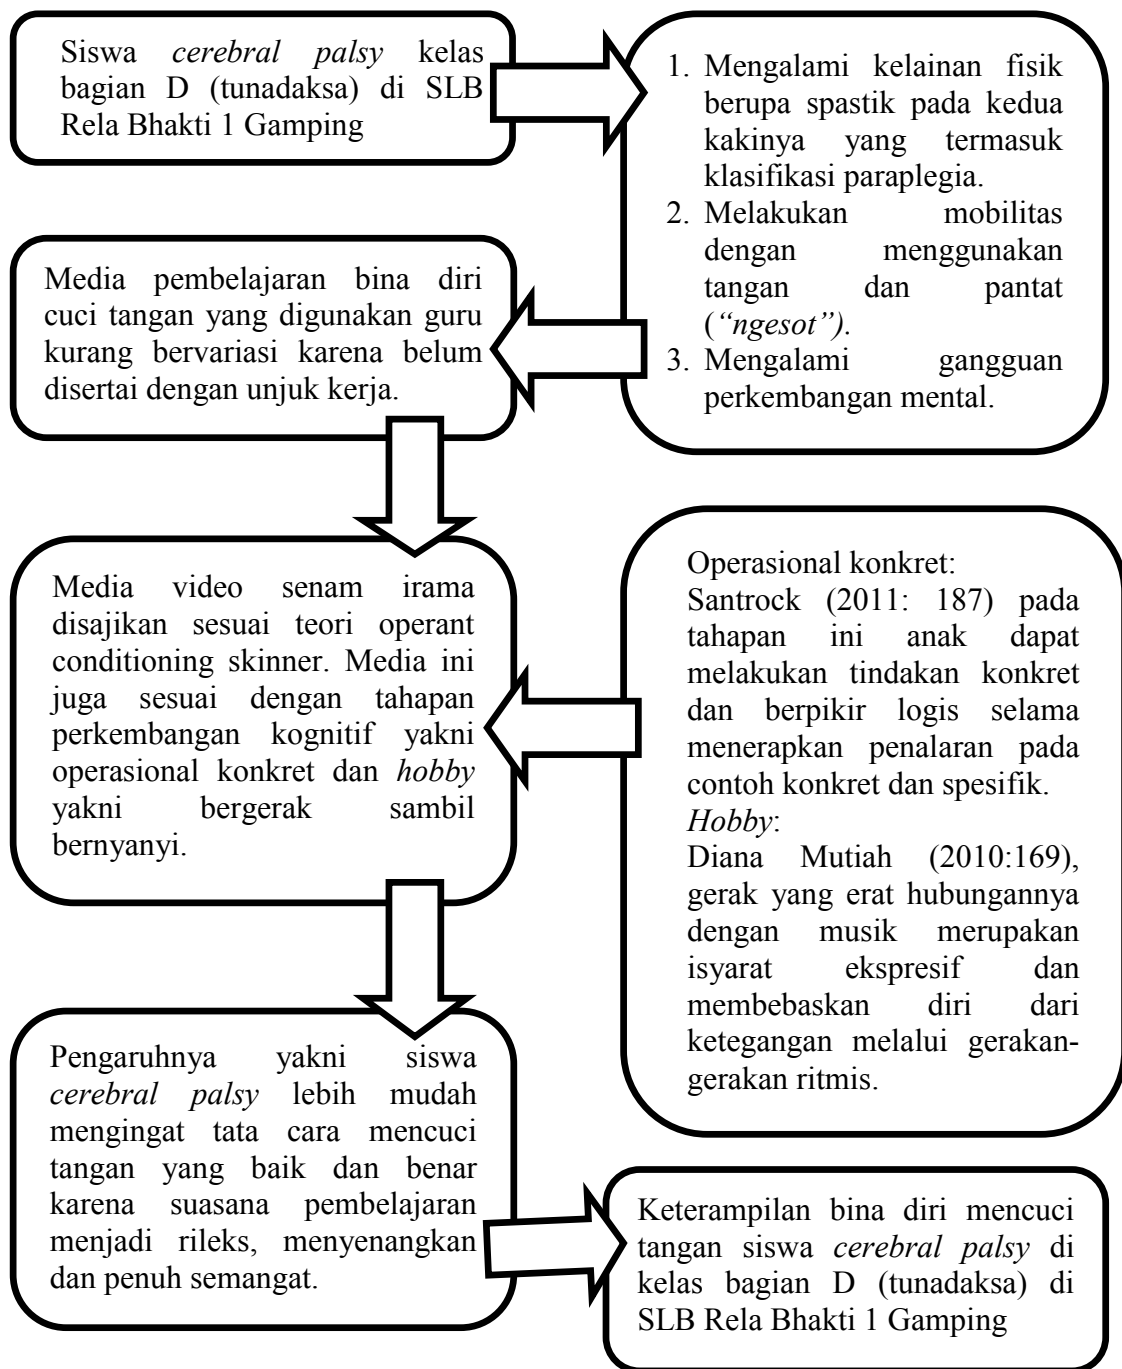 Siswa cerebral palsy kelas
bagian D (tunadaksa) di SLB
Rela Bhakti 1 Gamping
1. Mengalami kelainan fisik
berupa spastik pada kedua
kakinya yang termasuk
klasifikasi paraplegia.
2. Melakukan mobilitas
dengan menggunakan
tangan dan pantat
(“ngesot”).
3. Mengalami gangguan
perkembangan mental.
Media pembelajaran bina diri
cuci tangan yang digunakan guru
kurang bervariasi karena belum
disertai dengan unjuk kerja.
Media video senam irama
disajikan sesuai teori operant
conditioning skinner. Media ini
juga sesuai dengan tahapan
perkembangan kognitif yakni
operasional konkret dan hobby
yakni bergerak sambil
bernyanyi.
Operasional konkret:
Santrock (2011: 187) pada
tahapan ini anak dapat
melakukan tindakan konkret
dan berpikir logis selama
menerapkan penalaran pada
contoh konkret dan spesifik.
Hobby:
Diana Mutiah (2010:169),
gerak yang erat hubungannya
dengan musik merupakan
isyarat ekspresif dan
membebaskan diri dari
ketegangan melalui gerakan-
gerakan ritmis.
Pengaruhnya yakni siswa
cerebral palsy lebih mudah
mengingat tata cara mencuci
tangan yang baik dan benar
karena suasana pembelajaran
menjadi rileks, menyenangkan
dan penuh semangat.
Keterampilan bina diri mencuci
tangan siswa cerebral palsy di
kelas bagian D (tunadaksa) di
SLB Rela Bhakti 1 Gamping